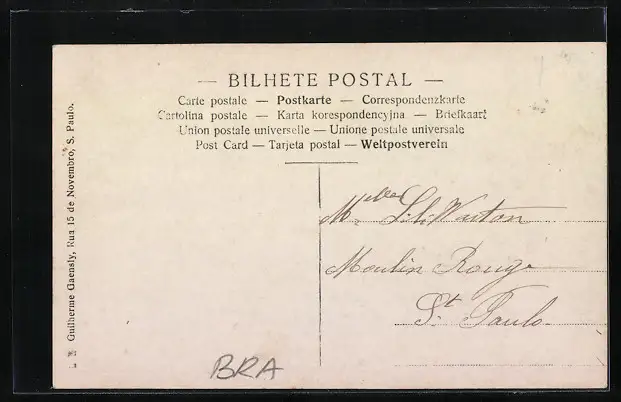 — BILHETE POSTAL —
Carte postale — Postkarte — Correspondenzkarte
Cartolina postale — Karta korespondencyjna — Briefkaart
Union postale universelle — Unione postale universale
Post Card — Tarjeta postal — Weltpostverein
Guilherme Gaensly, Rua 15 de Novembro, S. Paulo.
Mlle
Moulin Rouge
St. Paulo.
BRA